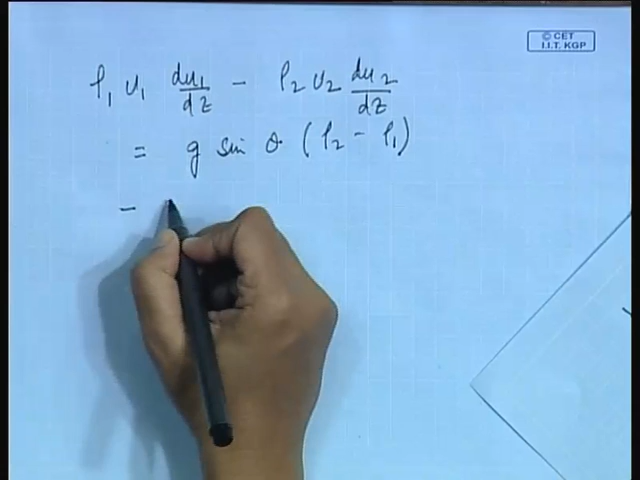 © CET
I.I.T. KGP
ρ₁ u₁ du₁/dz − ρ₂ u₂ du₂/dz
= g sin θ (ρ₂ − ρ₁)
−